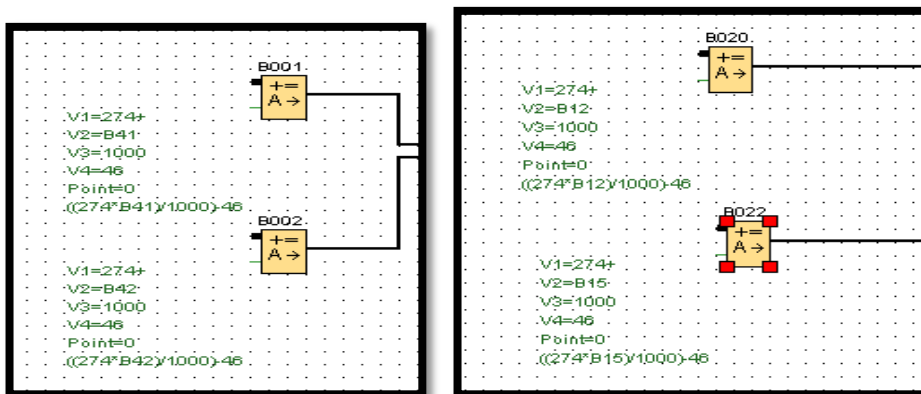 B001
+=
A→
V1=274+
V2=B41
V3=1000
V4=46
Point=0
((274*B41)/1000)-46
B002
+=
A→
V1=274+
V2=B42
V3=1000
V4=46
Point=0
((274*B42)/1000)-46
B020
+=
A→
V1=274+
V2=B12
V3=1000
V4=46
Point=0
((274*B12)/1000)-46
B022
+=
A→
V1=274+
V2=B15
V3=1000
V4=46
Point=0
((274*B15)/1000)-46